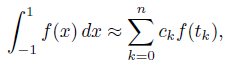 ∫_{-1}^{1} f(x) dx ≈ ∑_{k=0}^{n} c_k f(t_k),